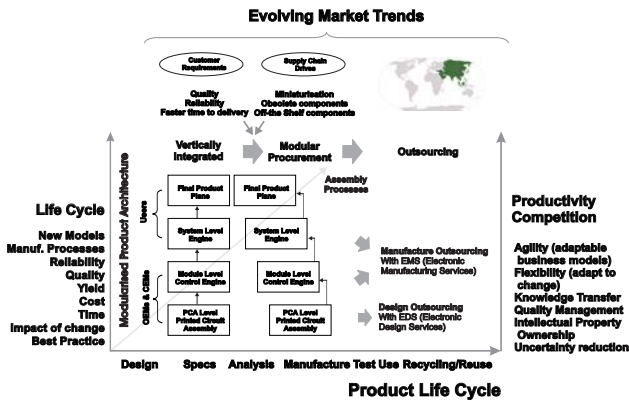 Evolving Market Trends
Customer
Requirements
Supply Chain
Drives
Quality
Reliability
Faster time to delivery
Miniaturisation
Obsolete components
Off-the Shelf components
Vertically
Integrated
Modular
Procurement
Outsourcing
Assembly
Processes
Life Cycle
New Models
Manuf. Processes
Reliability
Quality
Yield
Cost
Time
Impact of change
Best Practice
Modularised Product Architecture
Users
OEMs & CEMs
Final Product
Plane
System Level
Engine
Module Level
Control Engine
PCA Level
Printed Circuit
Assembly
Final Product
Plane
System Level
Engine
Module Level
Control Engine
PCA Level
Printed Circuit
Assembly
Manufacture Outsourcing
With EMS (Electronic
Manufacturing Services)
Design Outsourcing
With EDS (Electronic
Design Services)
Productivity
Competition
Agility (adaptable
business models)
Flexibility (adapt to
change)
Knowledge Transfer
Quality Management
Intellectual Property
Ownership
Uncertainty reduction
Design Specs Analysis Manufacture Test Use Recycling/Reuse
Product Life Cycle